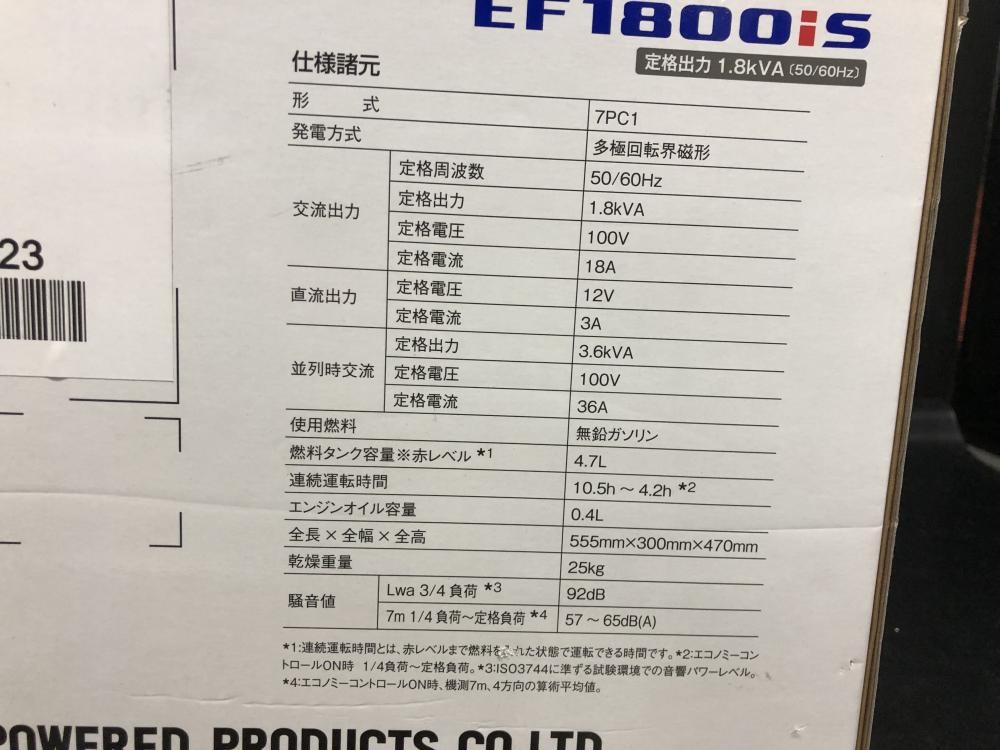 EF1800iS
定格出力 1.8kVA〔50/60Hz〕
仕様諸元
形 式 7PC1
発電方式 多極回転界磁形
交流出力 定格周波数 50/60Hz
定格出力 1.8kVA
定格電圧 100V
定格電流 18A
直流出力 定格電圧 12V
定格電流 3A
並列時交流 定格出力 3.6kVA
定格電圧 100V
定格電流 36A
使用燃料 無鉛ガソリン
燃料タンク容量※赤レベル *1 4.7L
連続運転時間 10.5h ～ 4.2h *2
エンジンオイル容量 0.4L
全長 × 全幅 × 全高 555mm×300mm×470mm
乾燥重量 25kg
騒音値 Lwa 3/4 負荷 *3 92dB
7m 1/4 負荷～定格負荷 *4 57 ～ 65dB(A)
*1:連続運転時間とは、赤レベルまで燃料を入れた状態で運転できる時間です。*2:エコノミーコン
トロールON時 1/4負荷～定格負荷。*3:ISO3744に準ずる試験環境での音響パワーレベル。
*4:エコノミーコントロールON時、機測7m、4方向の算術平均値。
23
POWERED PRODUCTS CO.,LTD.